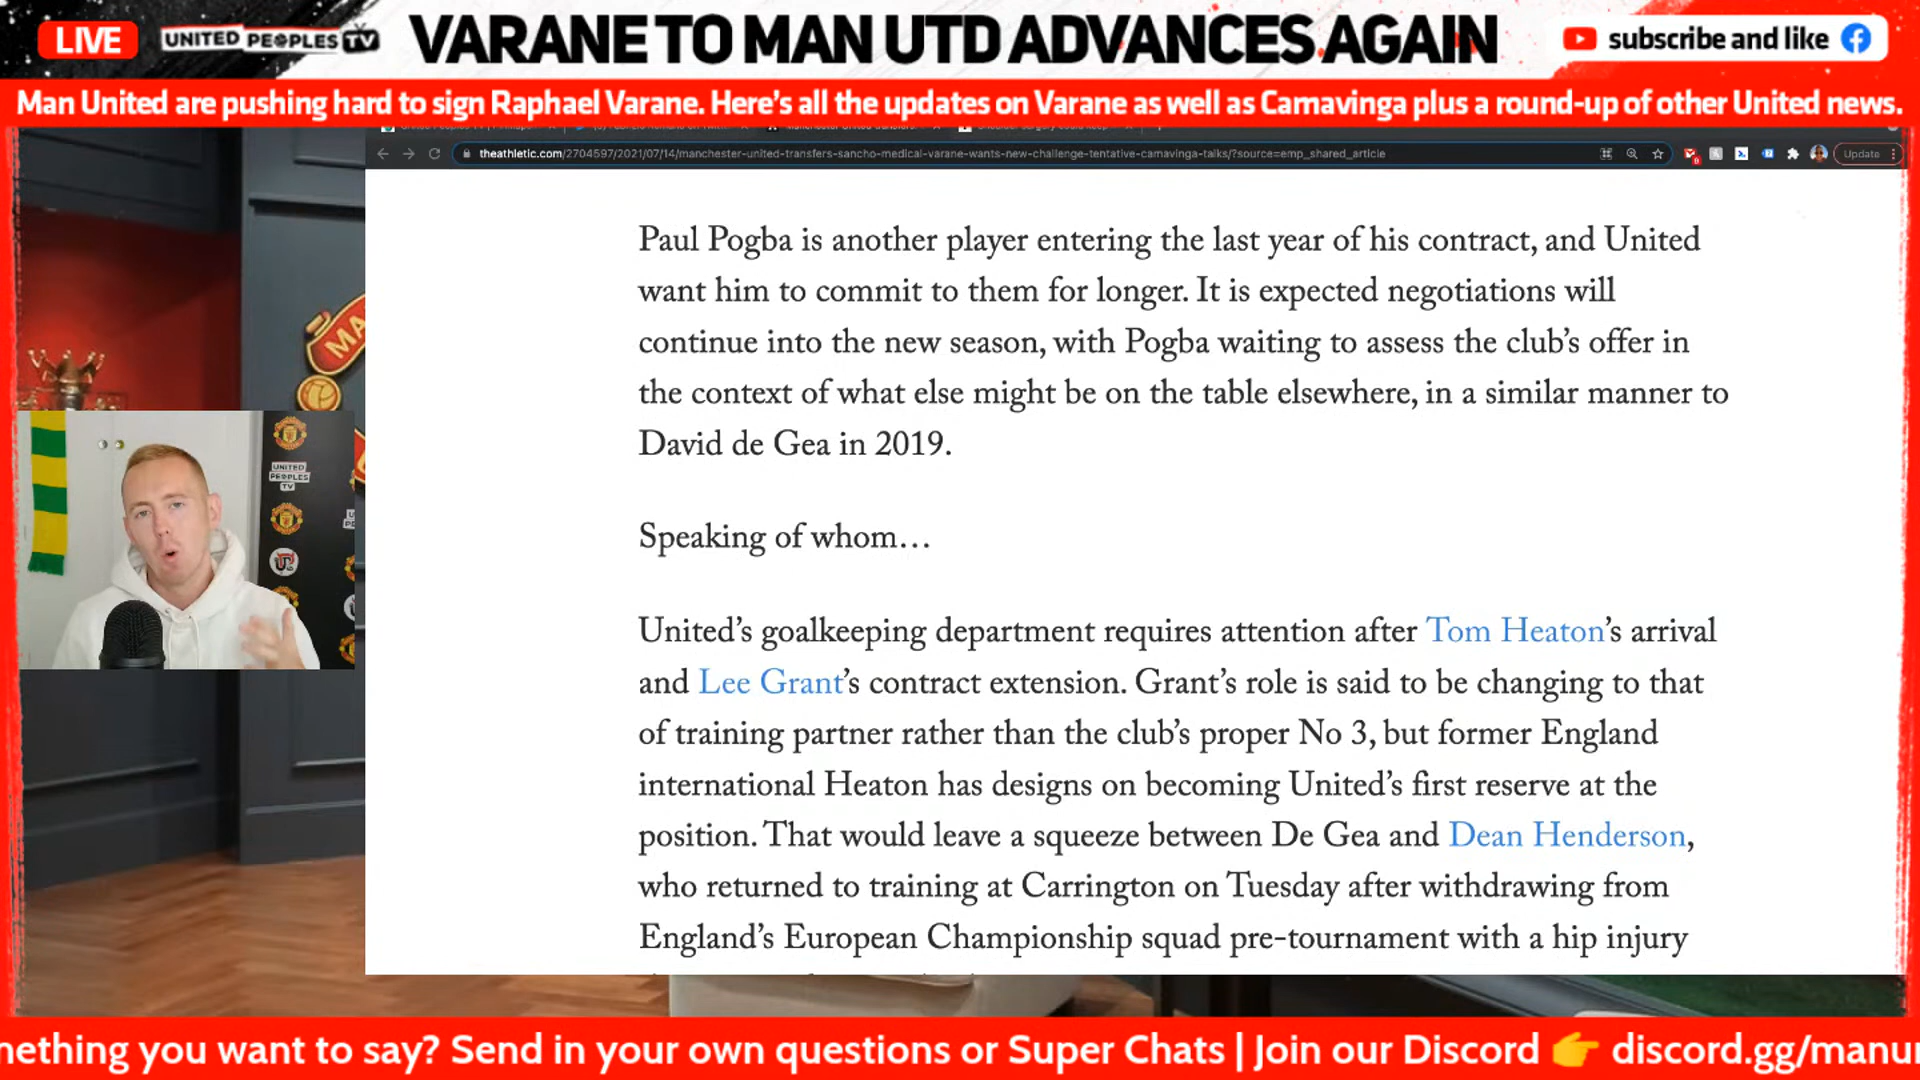 LIVE
UNITED PEOPLES TV
VARANE TO MAN UTD ADVANCES AGAIN
subscribe and like
Man United are pushing hard to sign Raphael Varane. Here's all the updates on Varane as well as Camavinga plus a round-up of other United news.
theathletic.com/2704597/2021/07/14/manchester-united-transfers-sancho-medical-varane-wants-new-challenge-tentative-camavinga-talks/?source=emp_shared_article
Update
Paul Pogba is another player entering the last year of his contract, and United
want him to commit to them for longer. It is expected negotiations will
continue into the new season, with Pogba waiting to assess the club's offer in
the context of what else might be on the table elsewhere, in a similar manner to
David de Gea in 2019.
Speaking of whom…
United's goalkeeping department requires attention after Tom Heaton's arrival
and Lee Grant's contract extension. Grant's role is said to be changing to that
of training partner rather than the club's proper No 3, but former England
international Heaton has designs on becoming United's first reserve at the
position. That would leave a squeeze between De Gea and Dean Henderson,
who returned to training at Carrington on Tuesday after withdrawing from
England's European Championship squad pre-tournament with a hip injury
MA
UNITED
PEOPLES
TV
nething you want to say? Send in your own questions or Super Chats | Join our Discord 👉 discord.gg/manu